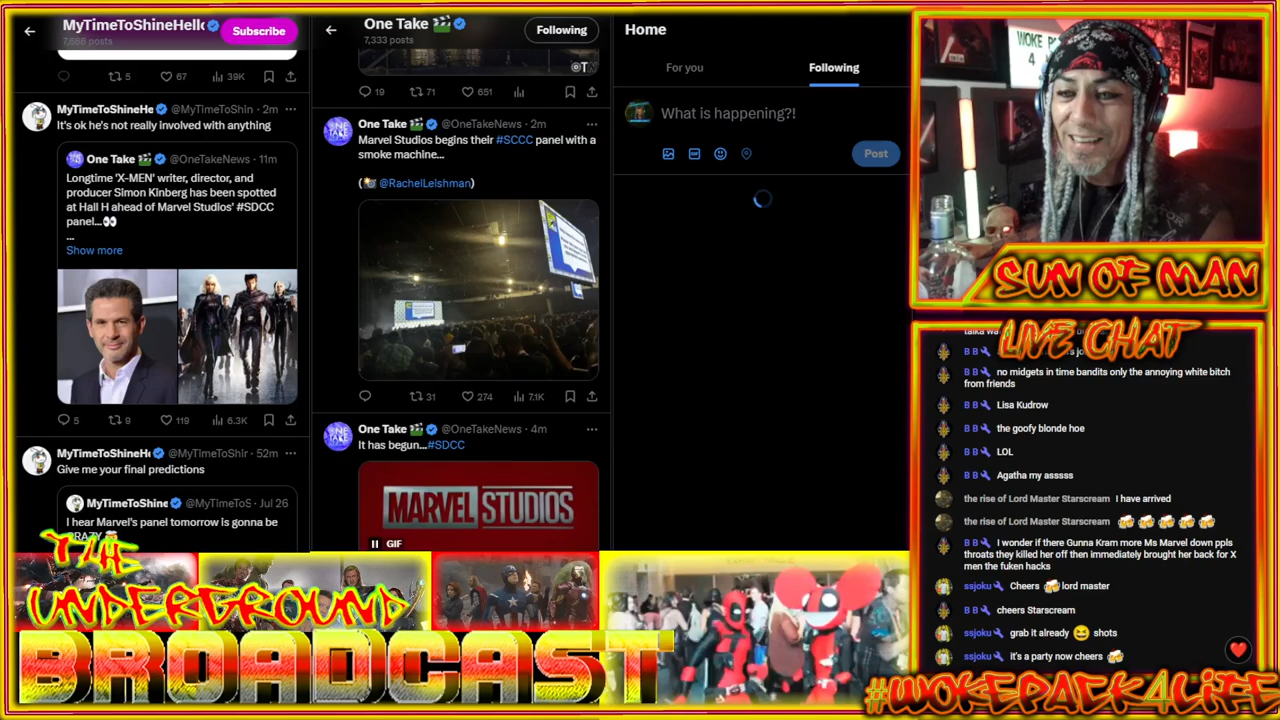 MyTimeToShineHello
7,666 posts
Subscribe
5 67 39K
MyTimeToShineHe @MyTimeToShin · 2m
It's ok he's not really involved with anything
One Take @OneTakeNews · 11m
Longtime 'X-MEN' writer, director, and
producer Simon Kinberg has been spotted
at Hall H ahead of Marvel Studios' #SDCC
panel...👀
...
Show more
5 9 119 6.3K
MyTimeToShineHe @MyTimeToShir · 52m
Give me your final predictions
MyTimeToShine @MyTimeToS · Jul 26
I hear Marvel's panel tomorrow is gonna be
CRAZY
One Take 🎬
7,333 posts
Following
19 71 651
One Take 🎬 @OneTakeNews · 2m
Marvel Studios begins their #SCCC panel with a
smoke machine...
(📸 @RachelLeishman)
31 274 7.1K
One Take 🎬 @OneTakeNews · 4m
It has begun...#SDCC
MARVEL STUDIOS
GIF
Home
For you
Following
What is happening?!
Post
WOKE
4
SUN OF MAN
LIVE CHAT
B B no midgets in time bandits only the annoying white bitch
from friends
B B Lisa Kudrow
B B the goofy blonde hoe
B B LOL
B B Agatha my asssss
the rise of Lord Master Starscream I have arrived
the rise of Lord Master Starscream 🍻🍻🍻🍻🍻
B B I wonder if there Gunna Kram more Ms Marvel down ppls
throats they killed her off then immediately brought her back for X
men the fuken hacks
ssjoku Cheers 🍻 lord master
B B cheers Starscream
ssjoku grab it already 😆 shots
ssjoku it's a party now cheers 🍻
THE
UNDERGROUND
BROADCAST
#WOKEPACK4LIFE